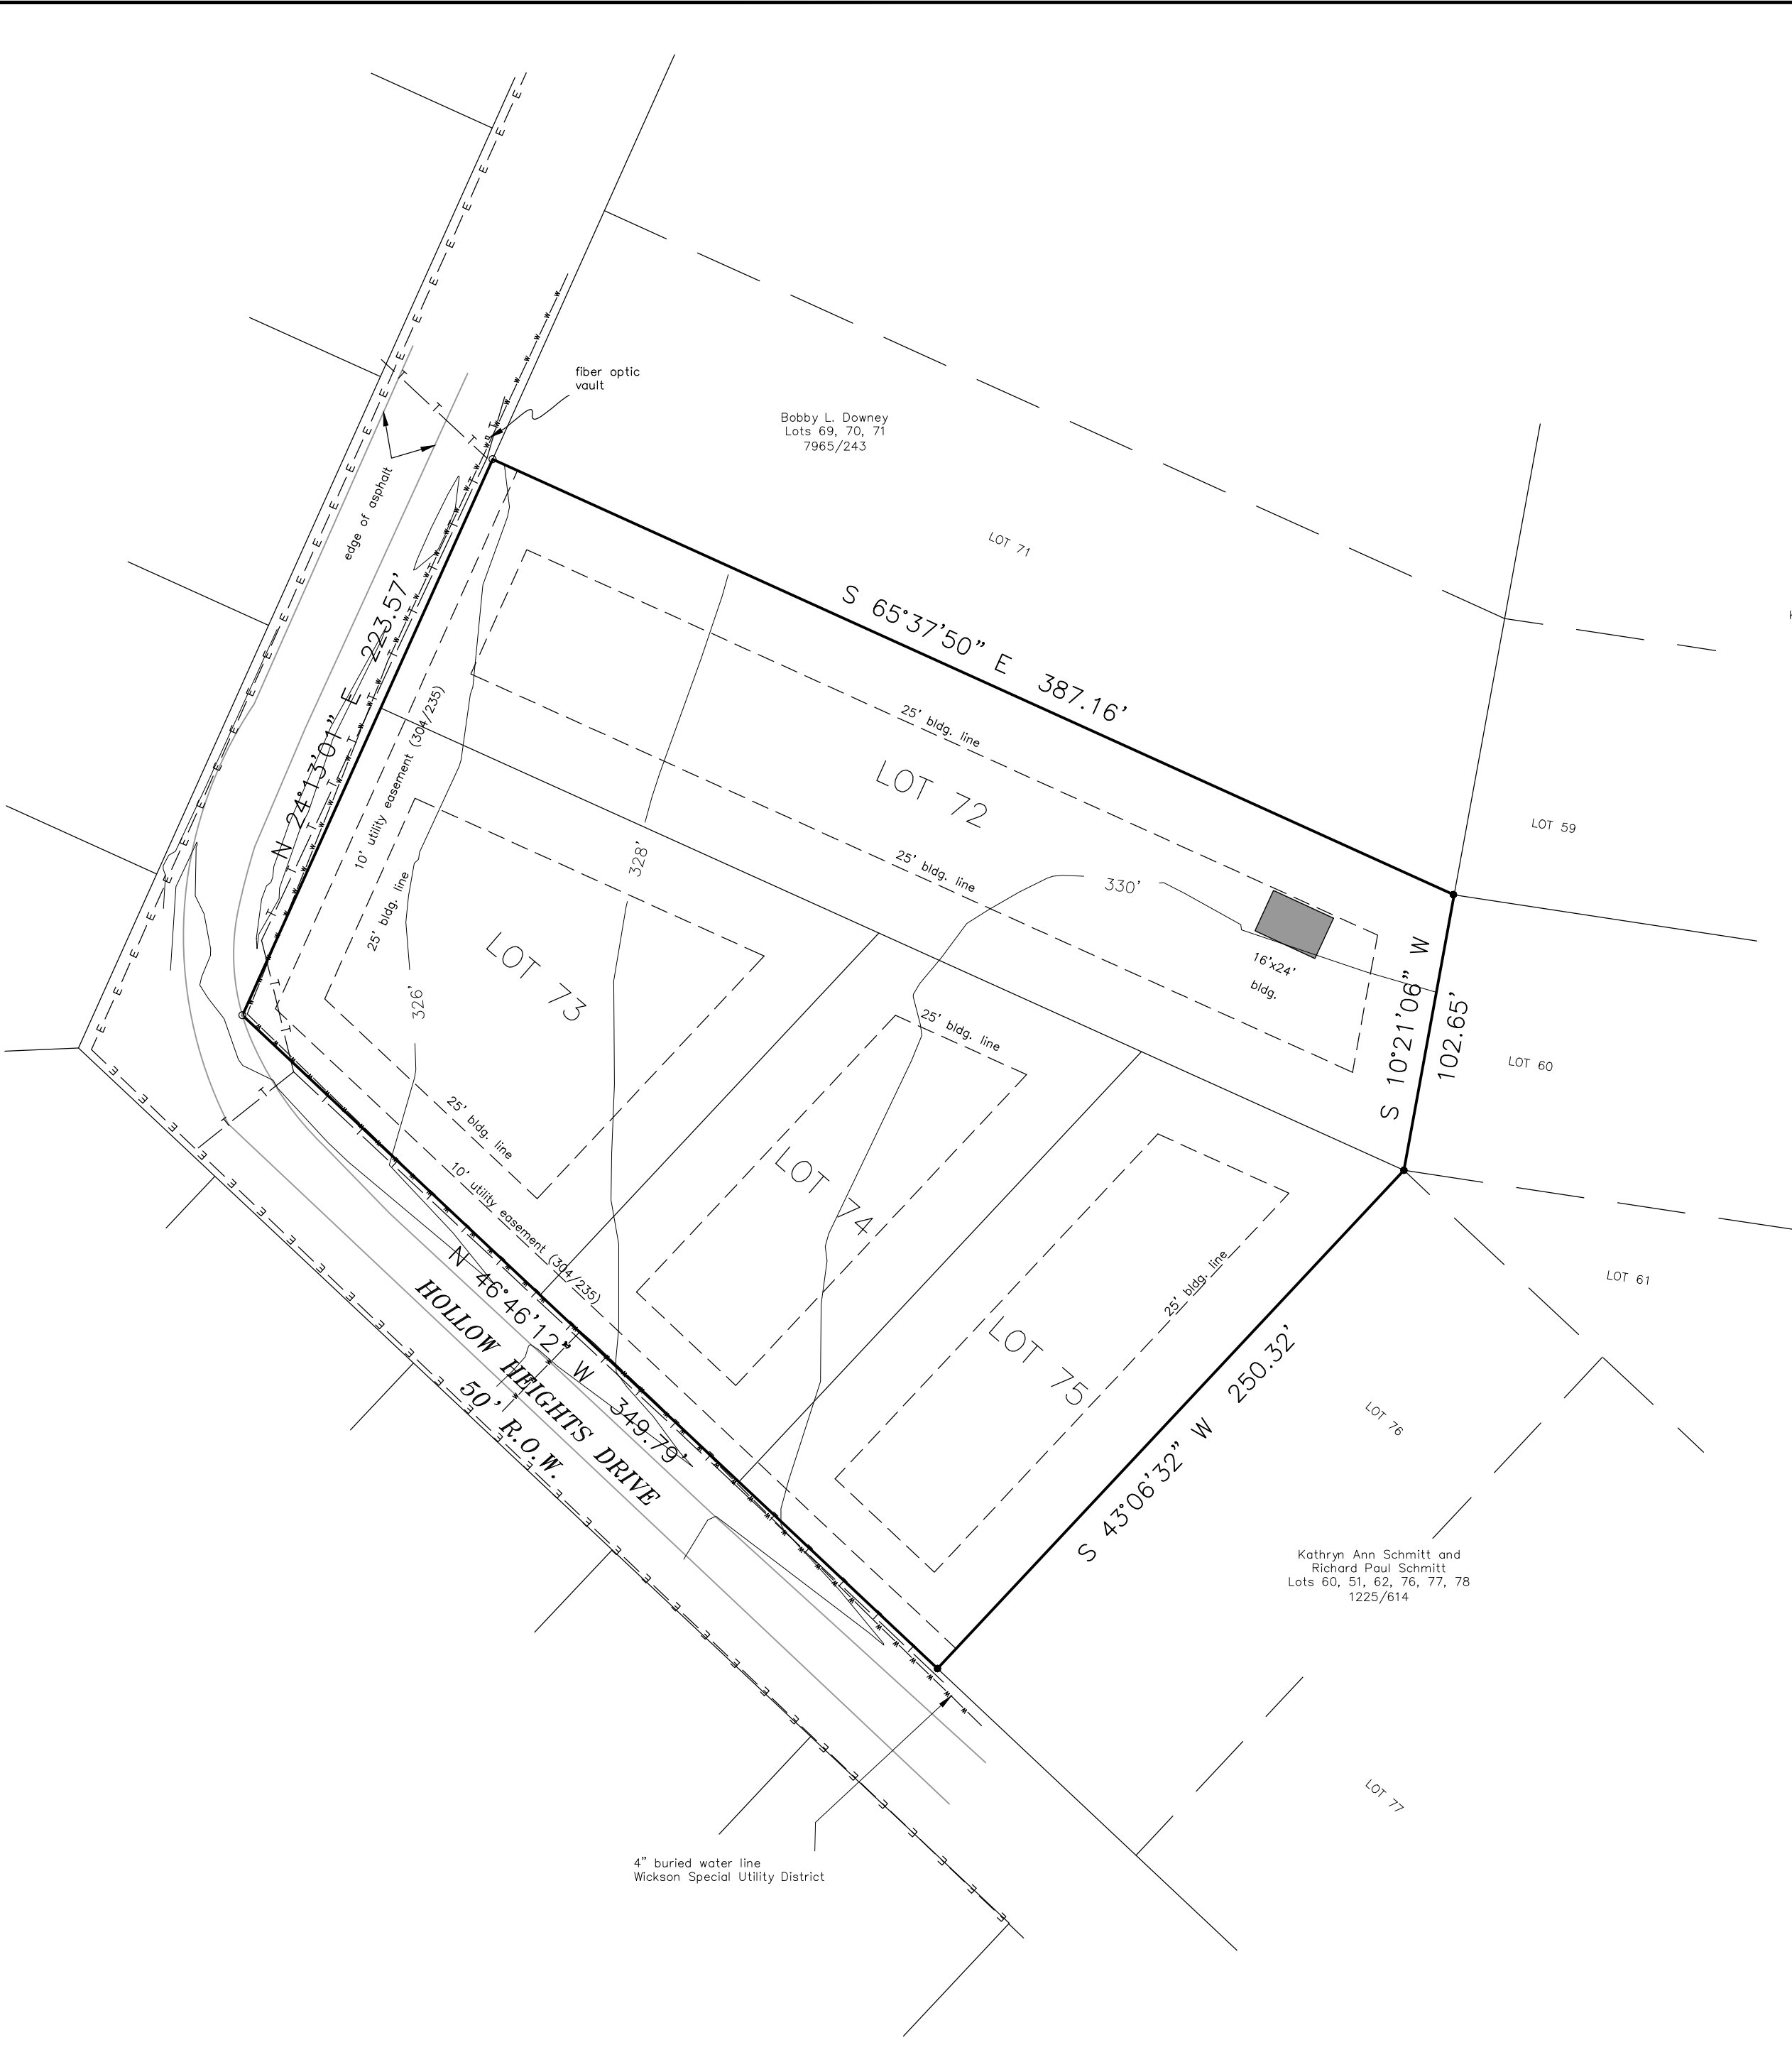 fiber optic
vault
Bobby L. Downey
Lots 69, 70, 71
7965/243
edge of asphalt
LOT 71
N 24°13'01" E 223.57'
S 65°37'50" E 387.16'
10' utility easement (304/235)
25' bldg. line
25' bldg. line
LOT 72
25' bldg. line
328'
330'
LOT 59
16'x24'
bldg.
S 10°21'06" W
102.65'
LOT 60
LOT 73
326'
25' bldg. line
25' bldg. line
10' utility easement (304/235)
LOT 74
25' bldg. line
LOT 75
LOT 61
N 46°46'12" W 349.79'
HOLLOW HEIGHTS DRIVE
50' R.O.W.
S 43°06'32" W 250.32'
LOT 76
Kathryn Ann Schmitt and
Richard Paul Schmitt
Lots 60, 51, 62, 76, 77, 78
1225/614
LOT 77
4" buried water line
Wickson Special Utility District